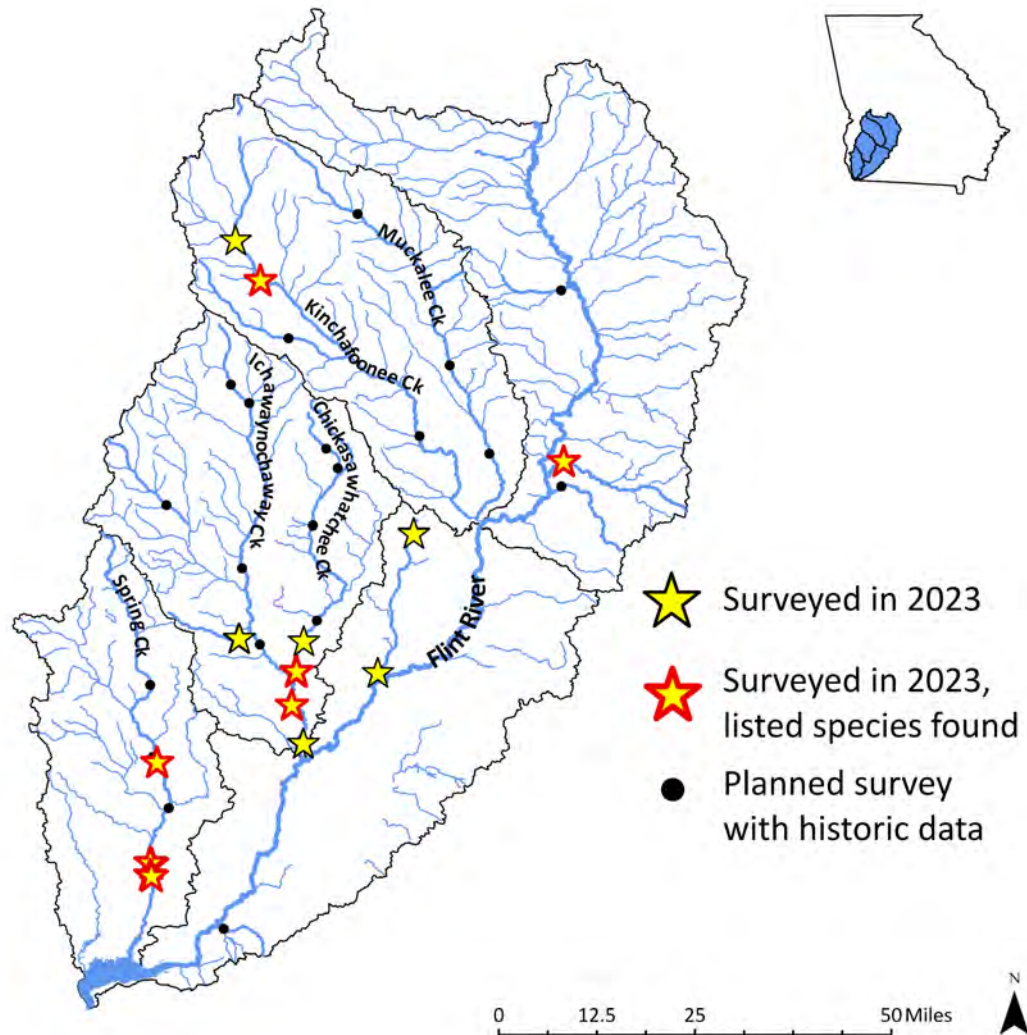 Muckalee Ck
Kinchafoonee Ck
Ichawaynochaway Ck
Chickasawhatchee Ck
Spring Ck
Flint River
Surveyed in 2023
Surveyed in 2023,
listed species found
Planned survey
with historic data
N
0 12.5 25 50 Miles